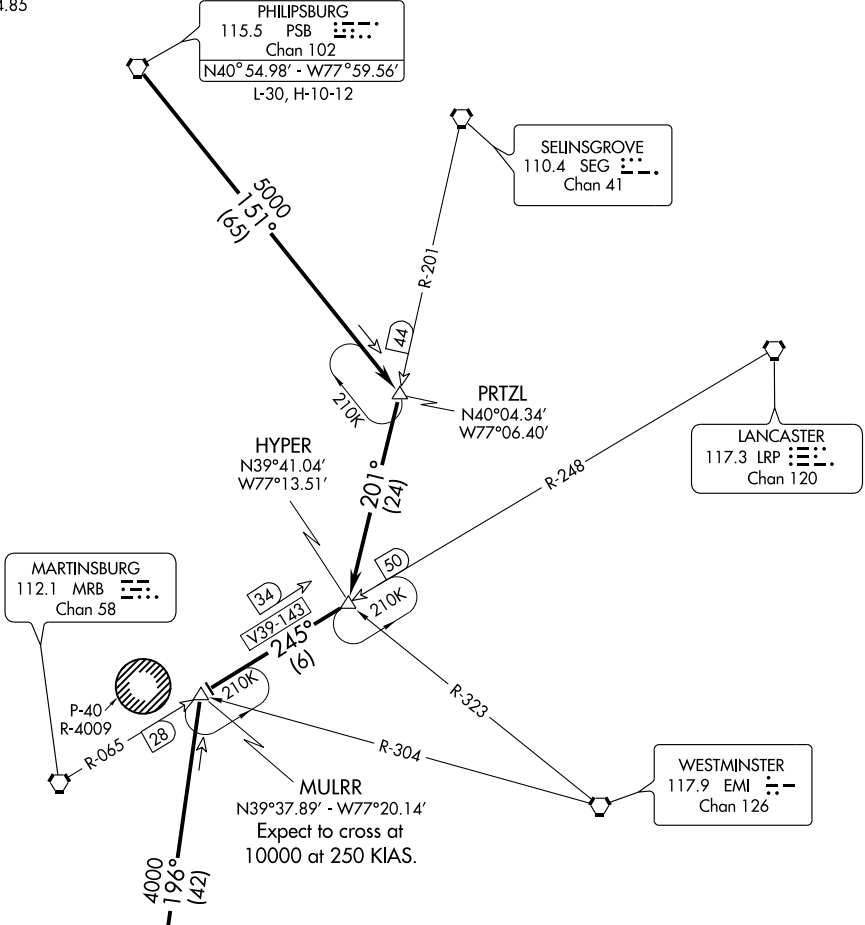 4.85
PHILIPSBURG
115.5 PSB
Chan 102
N40°54.98' - W77°59.56'
L-30, H-10-12
SELINSGROVE
110.4 SEG
Chan 41
5000
151°
(65)
R-201
44
210K
PRTZL
N40°04.34'
W77°06.40'
LANCASTER
117.3 LRP
Chan 120
HYPER
N39°41.04'
W77°13.51'
201°
(24)
R-248
50
MARTINSBURG
112.1 MRB
Chan 58
34
V39-143
245°
(6)
210K
210K
P-40
R-4009
R-065
28
R-323
R-304
WESTMINSTER
117.9 EMI
Chan 126
MULRR
N39°37.89' - W77°20.14'
Expect to cross at
10000 at 250 KIAS.
4000
196°
(42)